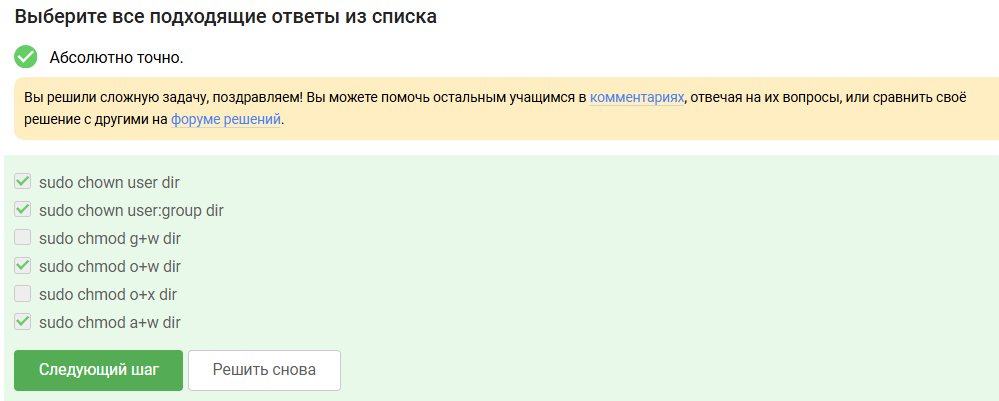 Выберите все подходящие ответы из списка
Абсолютно точно.
Вы решили сложную задачу, поздравляем! Вы можете помочь остальным учащимся в комментариях, отвечая на их вопросы, или сравнить своё
решение с другими на форуме решений.
sudo chown user dir
sudo chown user:group dir
sudo chmod g+w dir
sudo chmod o+w dir
sudo chmod o+x dir
sudo chmod a+w dir
Следующий шаг
Решить снова